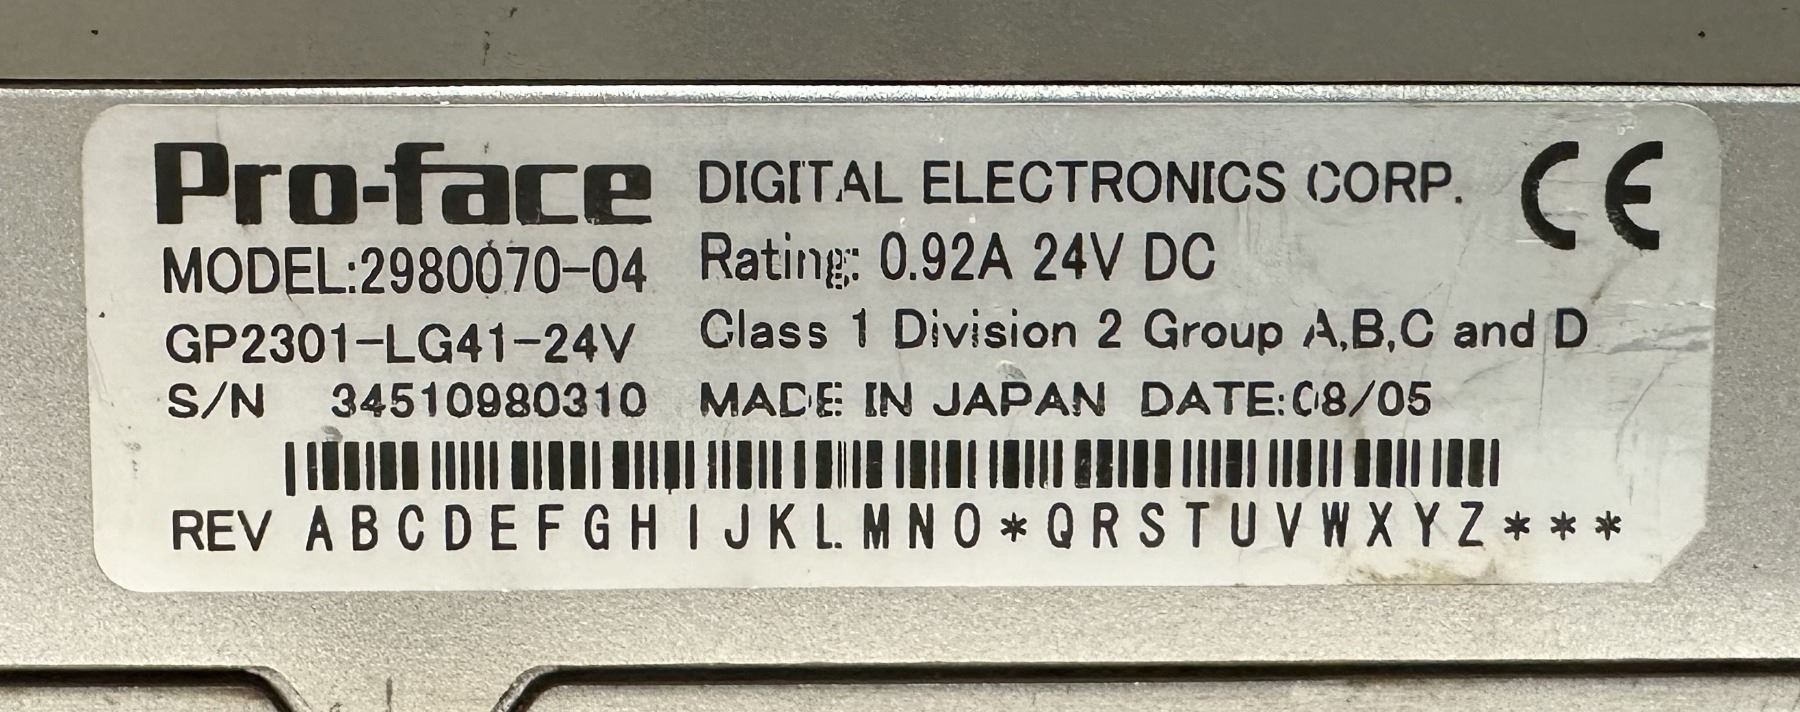 Pro-face DIGITAL ELECTRONICS CORP. CE
MODEL:2980070-04 Rating: 0.92A 24V DC
GP2301-LG41-24V Class 1 Division 2 Group A,B,C and D
S/N 34510980310 MADE IN JAPAN DATE:08/05
REV A B C D E F G H I J K L M N O * Q R S T U V W X Y Z * * *